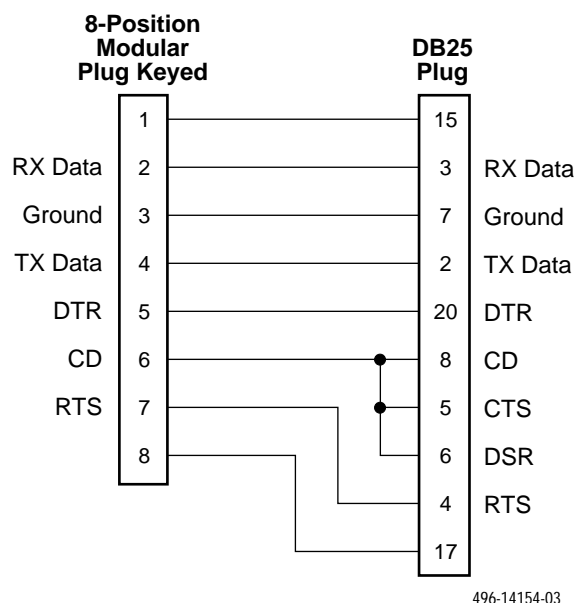 8-Position
Modular
Plug Keyed
DB25
Plug
1 15
RX Data 2 3 RX Data
Ground 3 7 Ground
TX Data 4 2 TX Data
DTR 5 20 DTR
CD 6 8 CD
RTS 7 5 CTS
8 6 DSR
4 RTS
17
496-14154-03